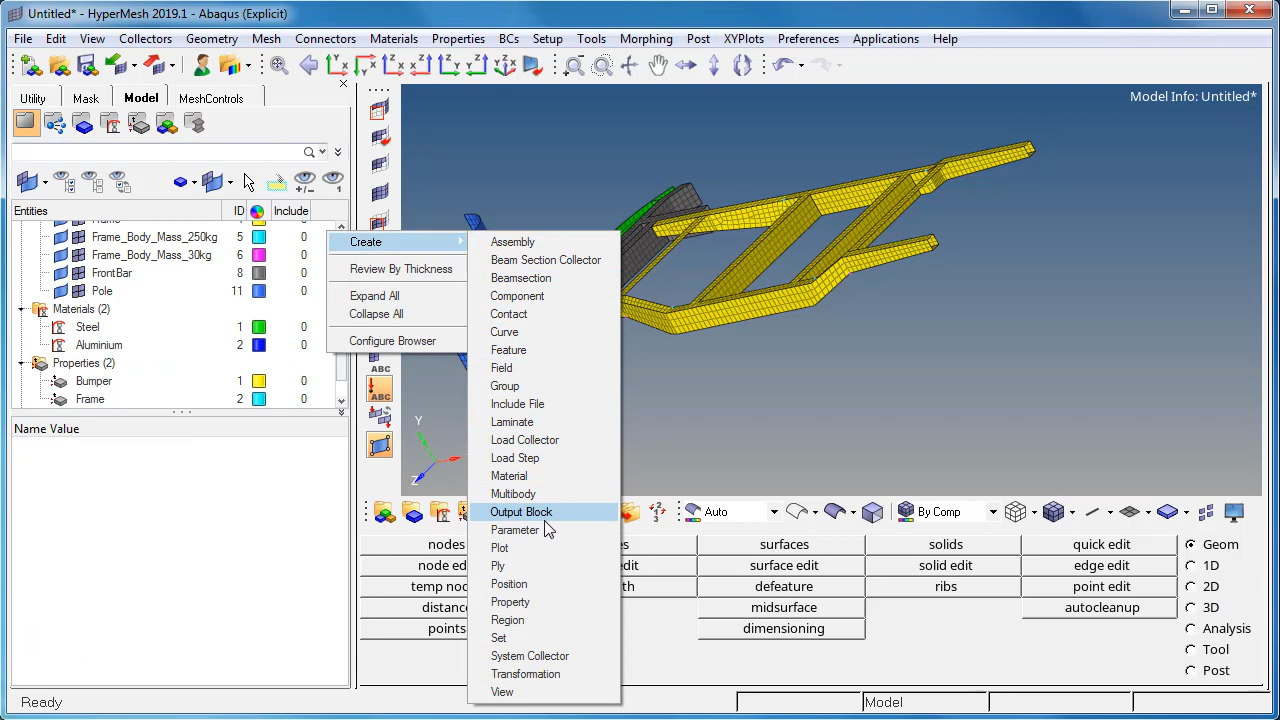 Untitled* - HyperMesh 2019.1 - Abaqus (Explicit)
File Edit View Collectors Geometry Mesh Connectors Materials Properties BCs Setup Tools Morphing Post XYPlots Preferences Applications Help
Utility Mask Model MeshControls
Model Info: Untitled*
Entities ID Include
Frame_Body_Mass_250kg 5 0
Frame_Body_Mass_30kg 6 0
FrontBar 8 0
Pole 11 0
Materials (2)
Steel 1 0
Aluminium 2 0
Properties (2)
Bumper 1 0
Frame 2 0
Name Value
Create
Review By Thickness
Expand All
Collapse All
Configure Browser
Assembly
Beam Section Collector
Beamsection
Component
Contact
Curve
Feature
Field
Group
Include File
Laminate
Load Collector
Load Step
Material
Multibody
Output Block
Parameter
Plot
Ply
Position
Property
Region
Set
System Collector
Transformation
View
ABC
ABC
Y
Z
Auto By Comp
nodes surfaces solids quick edit Geom
surface edit solid edit edge edit 1D
defeature ribs point edit 2D
midsurface autocleanup 3D
points dimensioning Analysis
Tool
Post
Ready Model